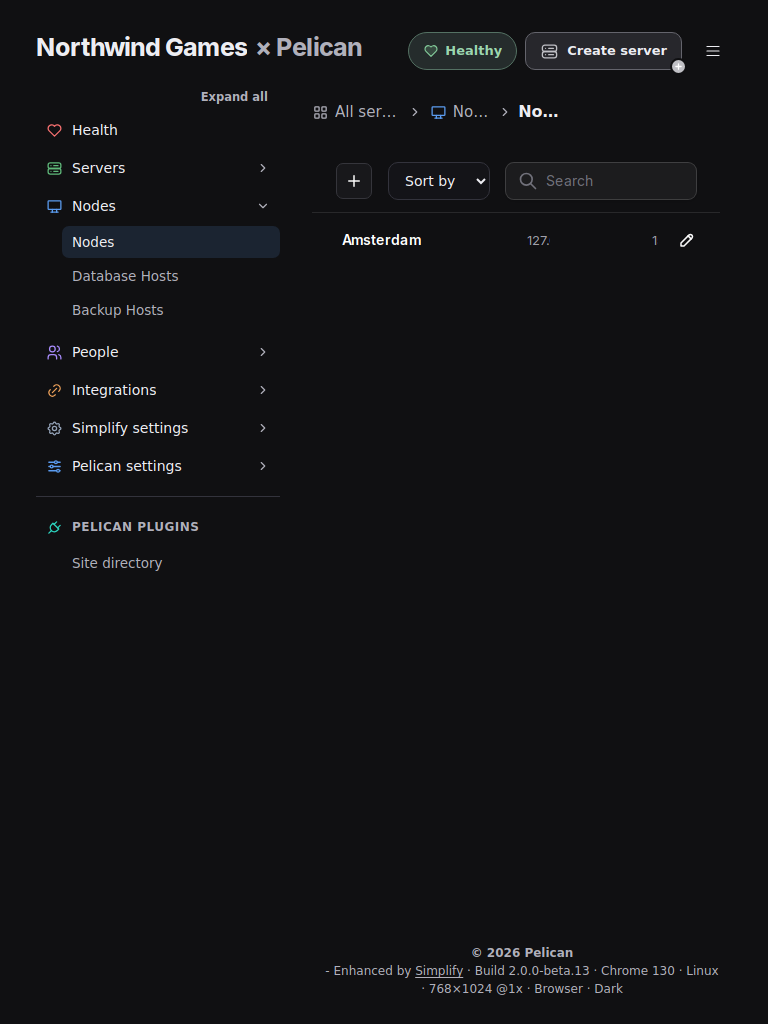 Northwind Games × Pelican
Healthy
Create server
Expand all
Health
Servers
Nodes
Nodes
Database Hosts
Backup Hosts
People
Integrations
Simplify settings
Pelican settings
PELICAN PLUGINS
Site directory
All ser… > No… > No…
Sort by
Search
Amsterdam 127. 1
© 2026 Pelican
- Enhanced by Simplify · Build 2.0.0-beta.13 · Chrome 130 · Linux
· 768×1024 @1x · Browser · Dark